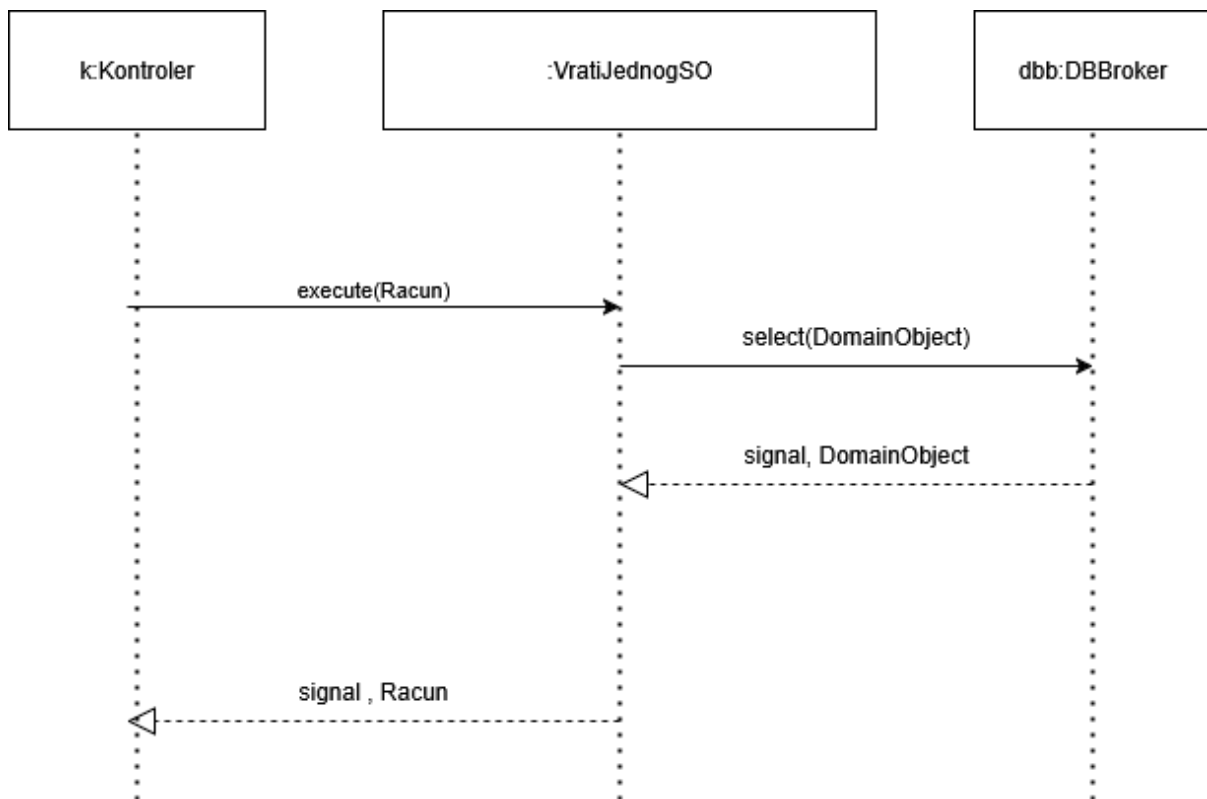 k:Kontroler
:VratiJednogSO
dbb:DBBroker
execute(Racun)
select(DomainObject)
signal, DomainObject
signal , Racun